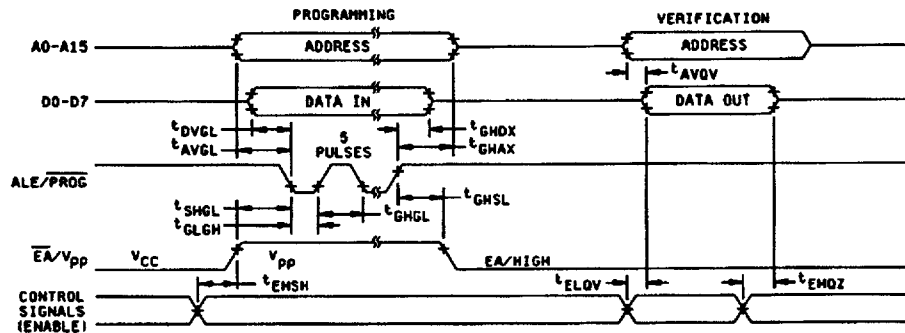 PROGRAMMING VERIFICATION
A0-A15 ADDRESS ADDRESS
tAVQV
D0-D7 DATA IN DATA OUT
tDVGL 5 tGHDX
tAVGL PULSES tGHAX
ALE/PROG
tSHGL tGHSL
tGLGH tGHGL
EA/VPP VCC VPP EA/HIGH
tEHSH tELQV tEHQZ
CONTROL
SIGNALS
(ENABLE)